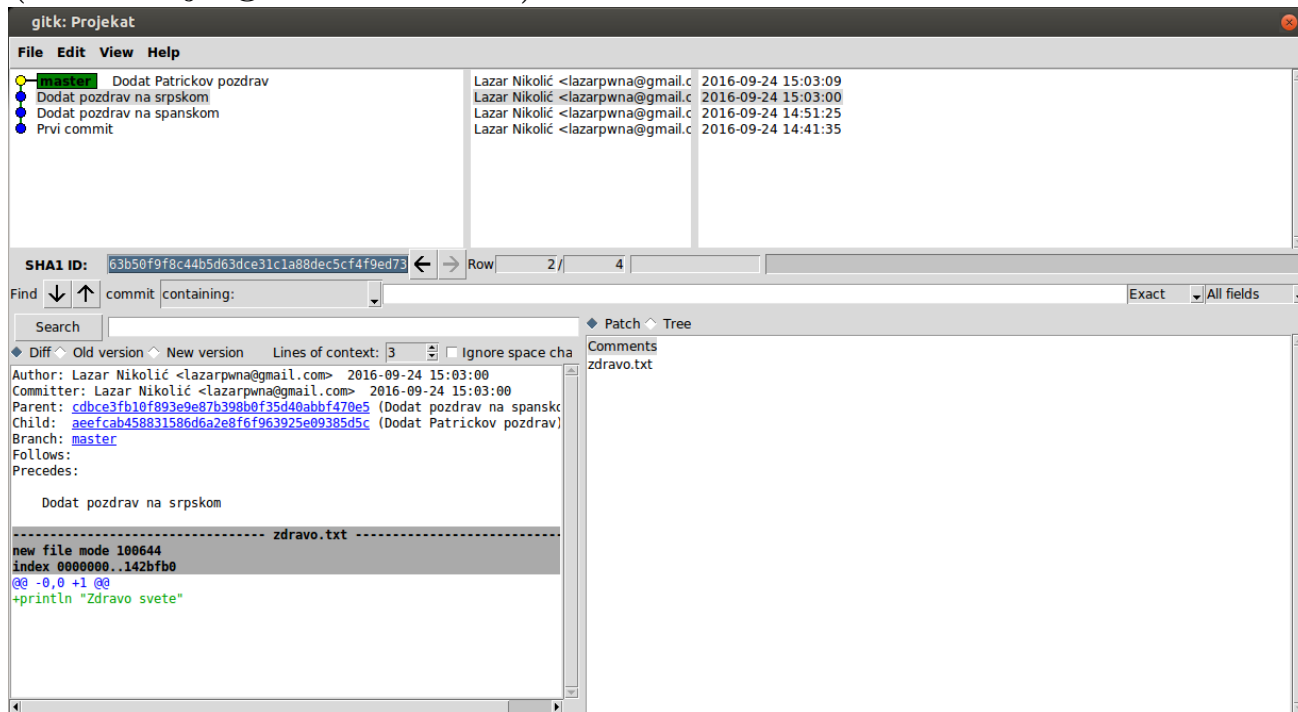 gitk: Projekat
File Edit View Help
master Dodat Patrickov pozdrav Lazar Nikolić <lazarpwna@gmail.c 2016-09-24 15:03:09
Dodat pozdrav na srpskom Lazar Nikolić <lazarpwna@gmail.c 2016-09-24 15:03:00
Dodat pozdrav na spanskom Lazar Nikolić <lazarpwna@gmail.c 2016-09-24 14:51:25
Prvi commit Lazar Nikolić <lazarpwna@gmail.c 2016-09-24 14:41:35
SHA1 ID: 63b50f9f8c44b5d63dce31c1a88dec5cf4f9ed73 ← → Row 2 / 4
Find ↓ ↑ commit containing: Exact All fields
Search
Patch Tree
Diff Old version New version Lines of context: 3 Ignore space cha
Comments
zdravo.txt
Author: Lazar Nikolić <lazarpwna@gmail.com> 2016-09-24 15:03:00
Committer: Lazar Nikolić <lazarpwna@gmail.com> 2016-09-24 15:03:00
Parent: cdbce3fb10f893e9e87b398b0f35d40abbf470e5 (Dodat pozdrav na spansko
Child: aeefcab458831586d6a2e8f6f963925e09385d5c (Dodat Patrickov pozdrav)
Branch: master
Follows:
Precedes:
Dodat pozdrav na srpskom
---------------------------------- zdravo.txt ----------------------------
new file mode 100644
index 0000000..142bfb0
@@ -0,0 +1 @@
+println "Zdravo svete"